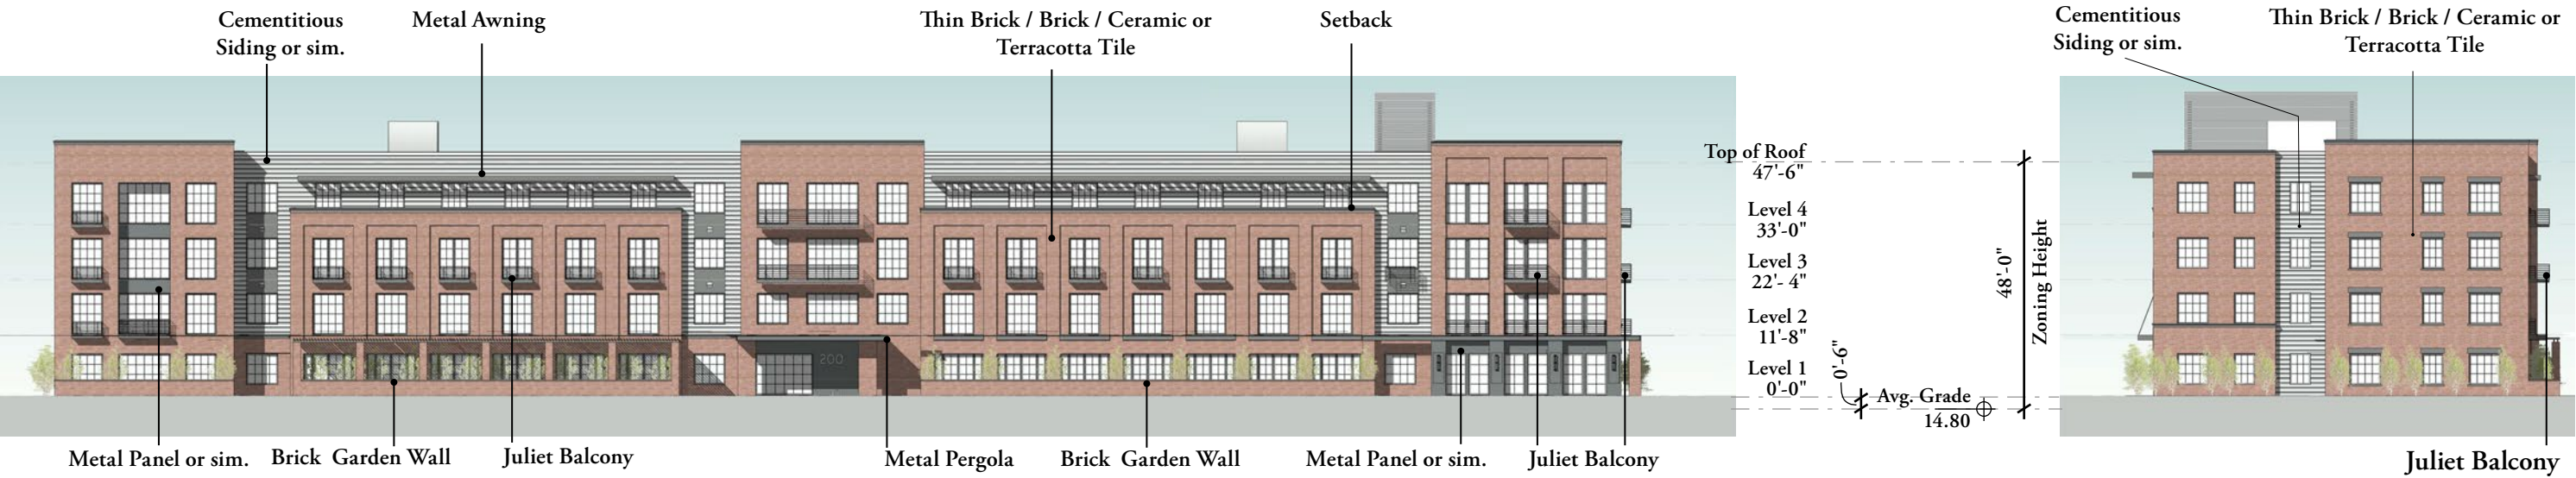 Cementitious
Siding or sim.
Metal Awning
Thin Brick / Brick / Ceramic or
Terracotta Tile
Setback
Cementitious
Siding or sim.
Thin Brick / Brick / Ceramic or
Terracotta Tile
Top of Roof
47'-6"
Level 4
33'-0"
Level 3
22'- 4"
Level 2
11'-8"
Level 1
0'-0"
0'-6"
Avg. Grade
14.80
48'-0"
Zoning Height
200
Metal Panel or sim.
Brick Garden Wall
Juliet Balcony
Metal Pergola
Brick Garden Wall
Metal Panel or sim.
Juliet Balcony
Juliet Balcony